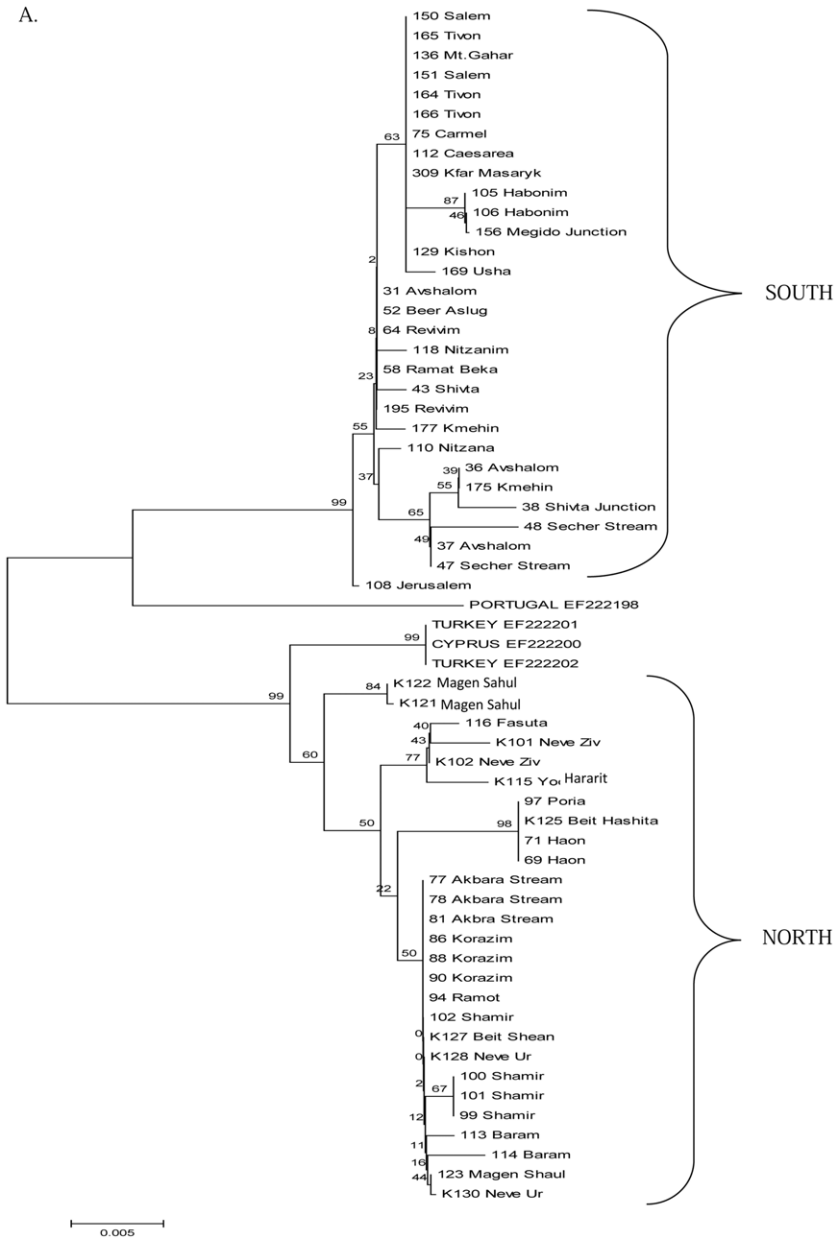 A.
150 Salem
165 Tivon
136 Mt.Gahar
151 Salem
164 Tivon
166 Tivon
63
75 Carmel
112 Caesarea
309 Kfar Masaryk
105 Habonim
87
46
106 Habonim
156 Megido Junction
129 Kishon
2
169 Usha
31 Avshalom
SOUTH
52 Beer Aslug
8
64 Revivim
118 Nitzanim
58 Ramat Beka
23
43 Shivta
195 Revivim
177 Kmehin
55
110 Nitzana
39
36 Avshalom
37
55
175 Kmehin
99
38 Shivta Junction
65
48 Secher Stream
49
37 Avshalom
47 Secher Stream
108 Jerusalem
PORTUGAL EF222198
TURKEY EF222201
99
CYPRUS EF222200
TURKEY EF222202
K122 Magen Sahul
84
99
K121 Magen Sahul
40
116 Fasuta
43
K101 Neve Ziv
60
77
K102 Neve Ziv
K115 Yo Hararit
97 Poria
50
98
K125 Beit Hashita
71 Haon
69 Haon
77 Akbara Stream
22
78 Akbara Stream
81 Akbra Stream
86 Korazim
NORTH
50
88 Korazim
90 Korazim
94 Ramot
102 Shamir
0
K127 Beit Shean
0
K128 Neve Ur
2
100 Shamir
67
101 Shamir
12
99 Shamir
11
113 Baram
16
114 Baram
44
123 Magen Shaul
K130 Neve Ur
0.005